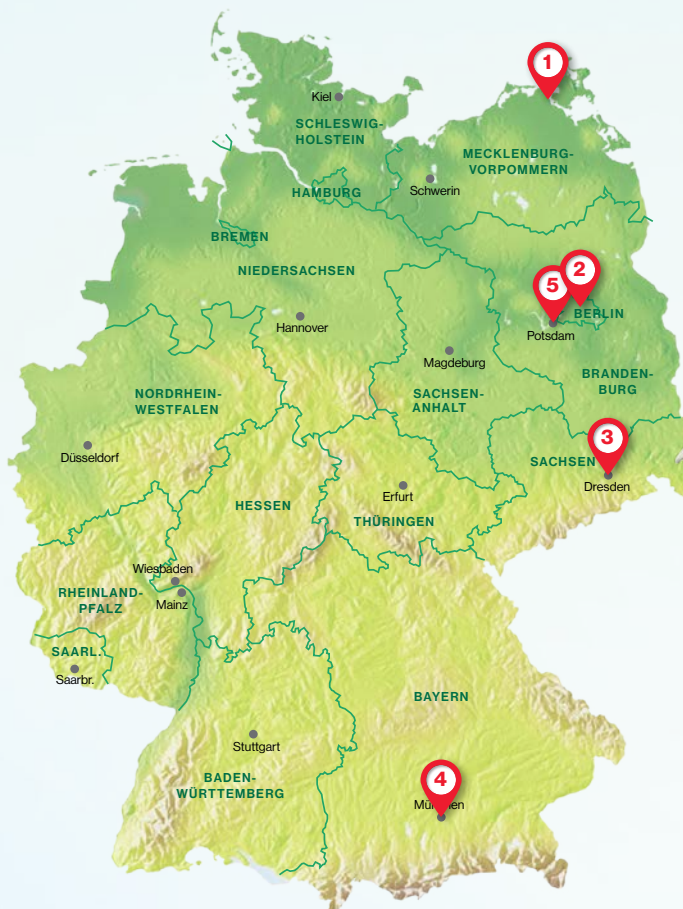 1
Kiel
SCHLESWIG-
HOLSTEIN
MECKLENBURG-
VORPOMMERN
Schwerin
HAMBURG
BREMEN
NIEDERSACHSEN
2
5
BERLIN
Hannover
Potsdam
Magdeburg
BRANDEN-
BURG
NORDRHEIN-
WESTFALEN
SACHSEN-
ANHALT
3
Düsseldorf
SACHSEN
Dresden
Erfurt
HESSEN
THÜRINGEN
Wiesbaden
RHEINLAND-
PFALZ
Mainz
SAARL.
Saarbr.
BAYERN
Stuttgart
BADEN-
WÜRTTEMBERG
4
München